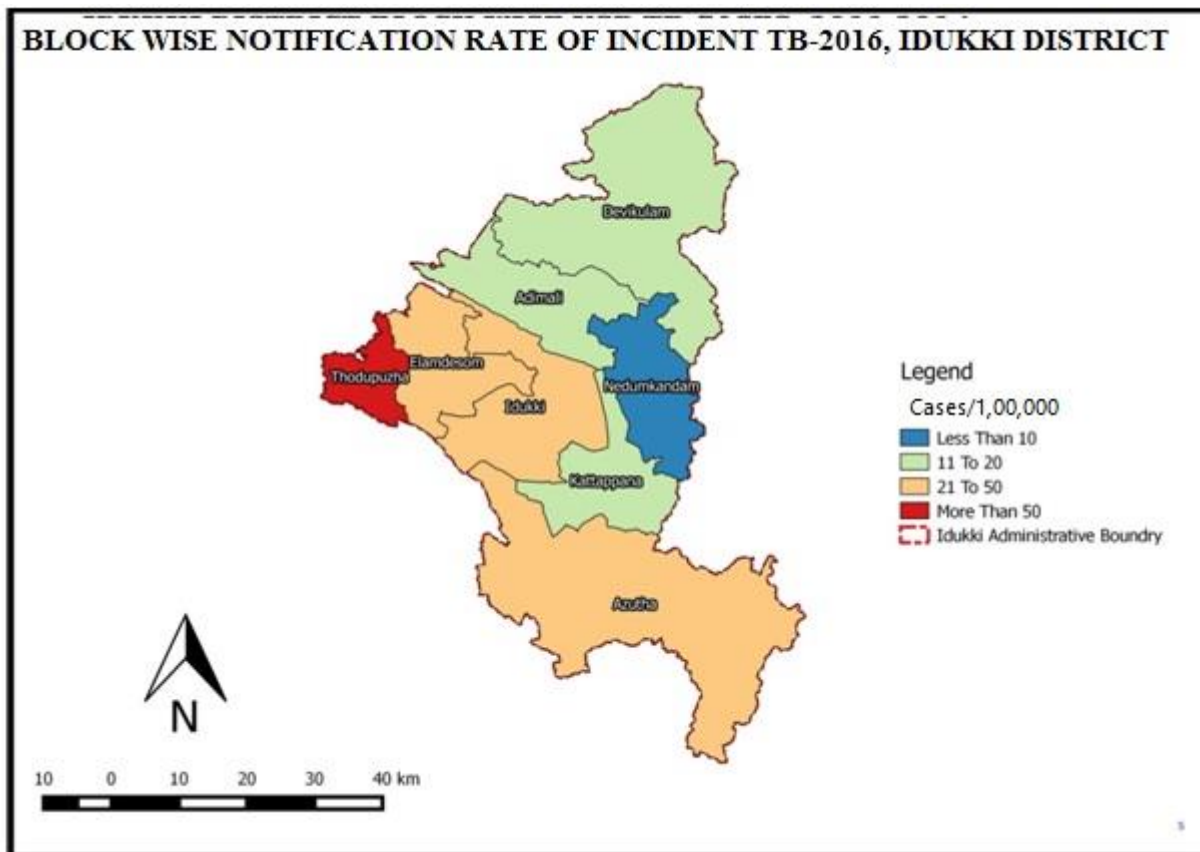 BLOCK WISE NOTIFICATION RATE OF INCIDENT TB-2016, IDUKKI DISTRICT
Devikulam
Adimali
Elamdesom
Thodupuzha
Nedumkandam
Idukki
Kattappana
Azutha
Legend
Cases/1,00,000
Less Than 10
11 To 20
21 To 50
More Than 50
Idukki Administrative Boundry
N
10 0 10 20 30 40 km